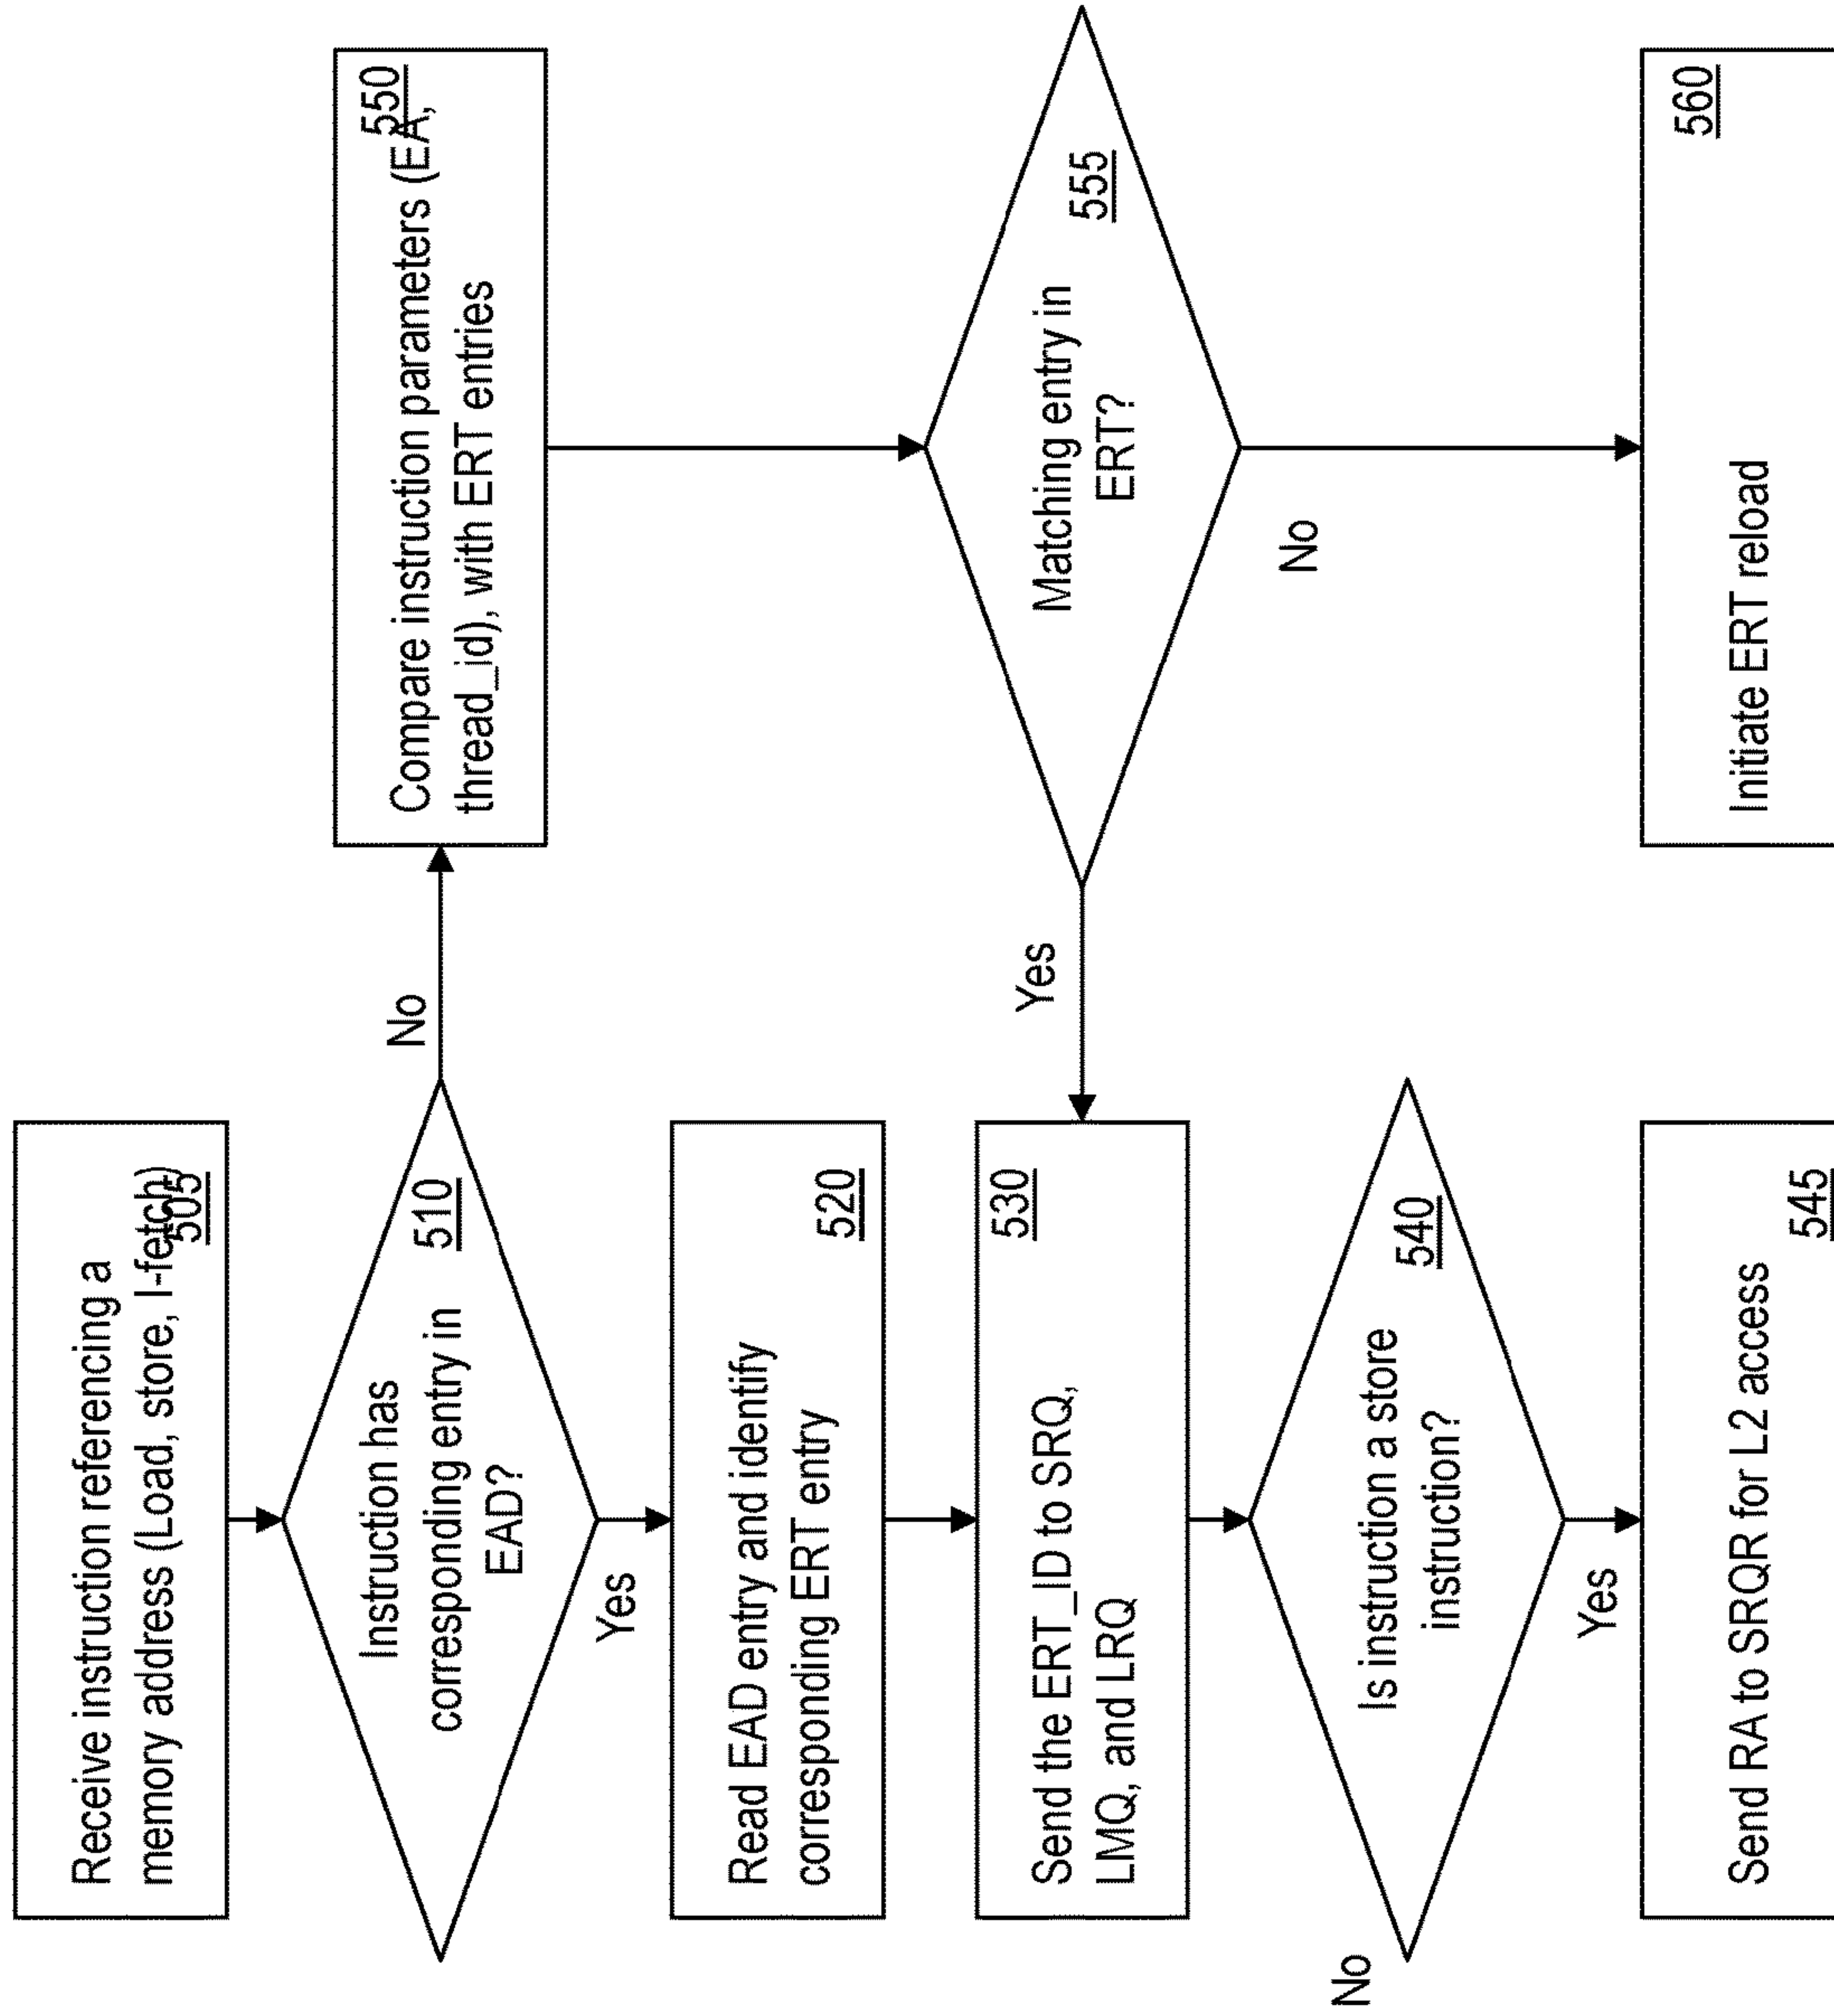 Receive instruction referencing a
memory address (Load, store, I-fetch)
505
Instruction has
corresponding entry in
EAD?
510
No
Yes
Compare instruction parameters (EA,
thread_id), with ERT entries
550
Read EAD entry and identify
corresponding ERT entry
520
Matching entry in
ERT?
555
Yes
No
Send the ERT_ID to SRQ,
LMQ, and LRQ
530
Is instruction a store
instruction?
540
No
Yes
Send RA to SRQR for L2 access
545
Initiate ERT reload
560